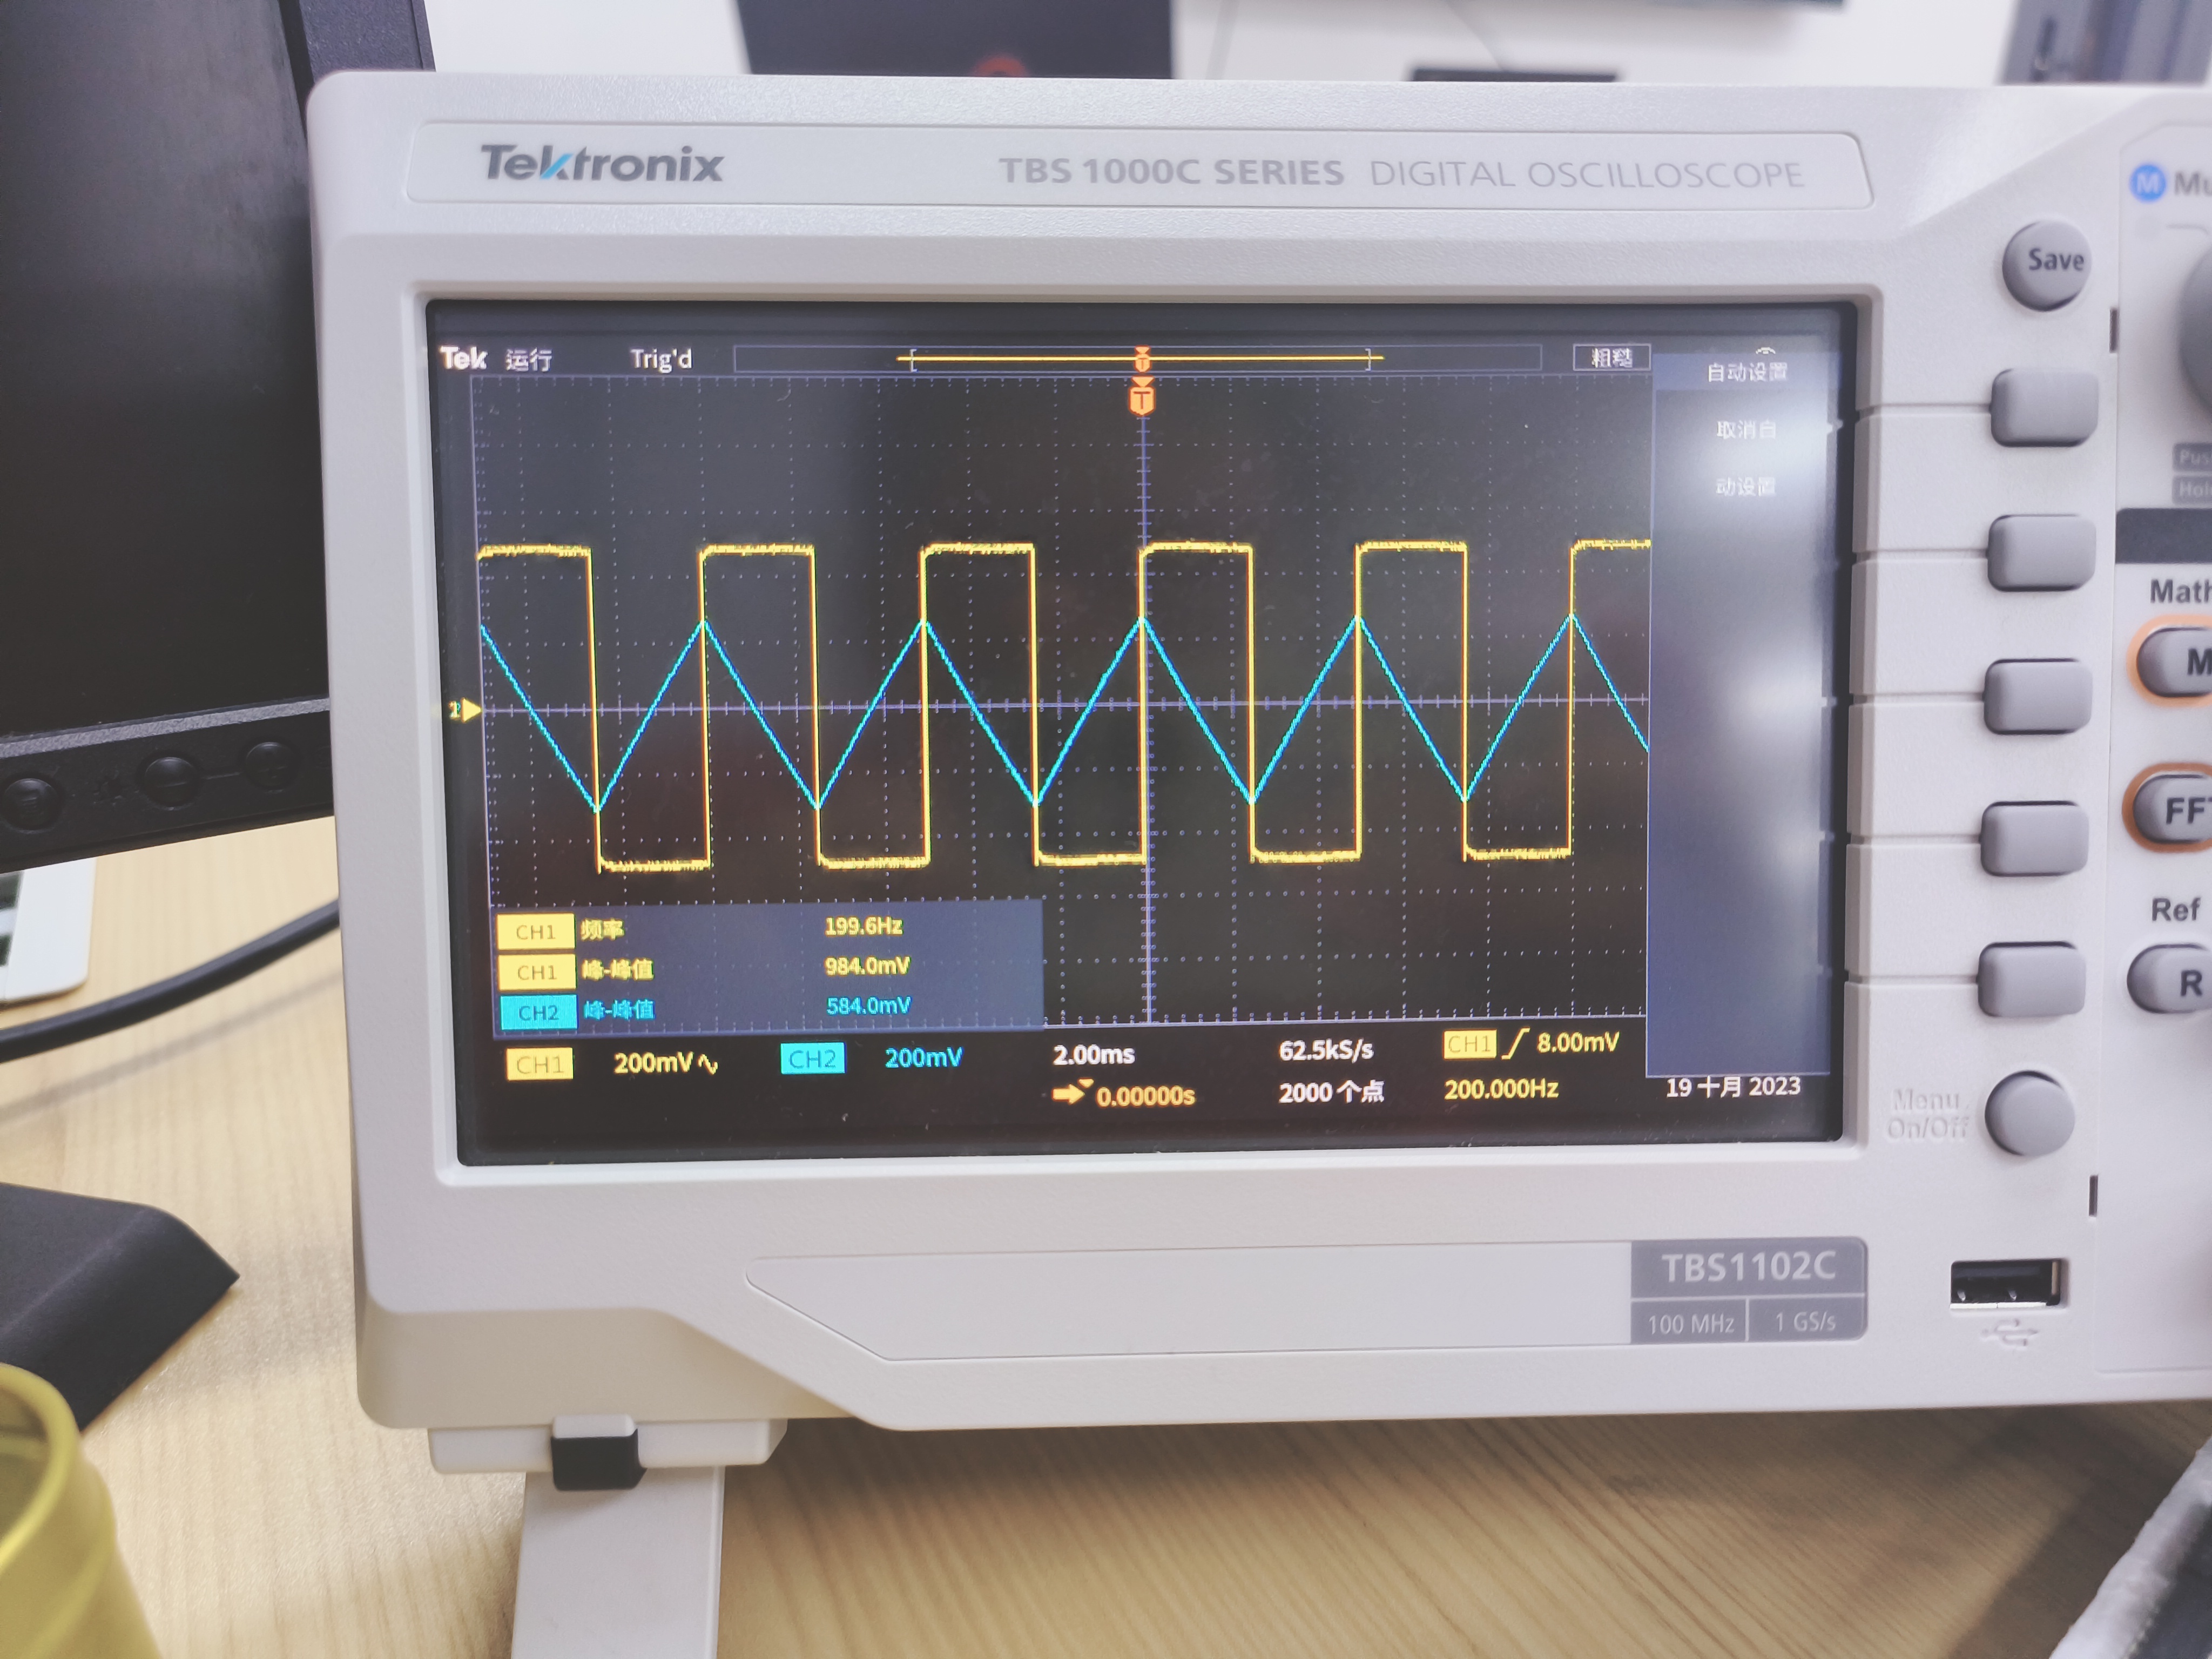 Tektronix
TBS 1000C SERIES DIGITAL OSCILLOSCOPE
M Mu
Save
Tek 运行 Trig'd 粗糙
T
T
自动设置
取消自
动设置
Math
M
FF
Ref
R
CH1 频率 199.6Hz
CH1 峰-峰值 984.0mV
CH2 峰-峰值 584.0mV
CH1 200mV CH2 200mV 2.00ms 62.5kS/s CH1 8.00mV
0.00000s 2000 个点 200.000Hz
19 十月 2023
Menu
On/Off
TBS1102C
100 MHz 1 GS/s